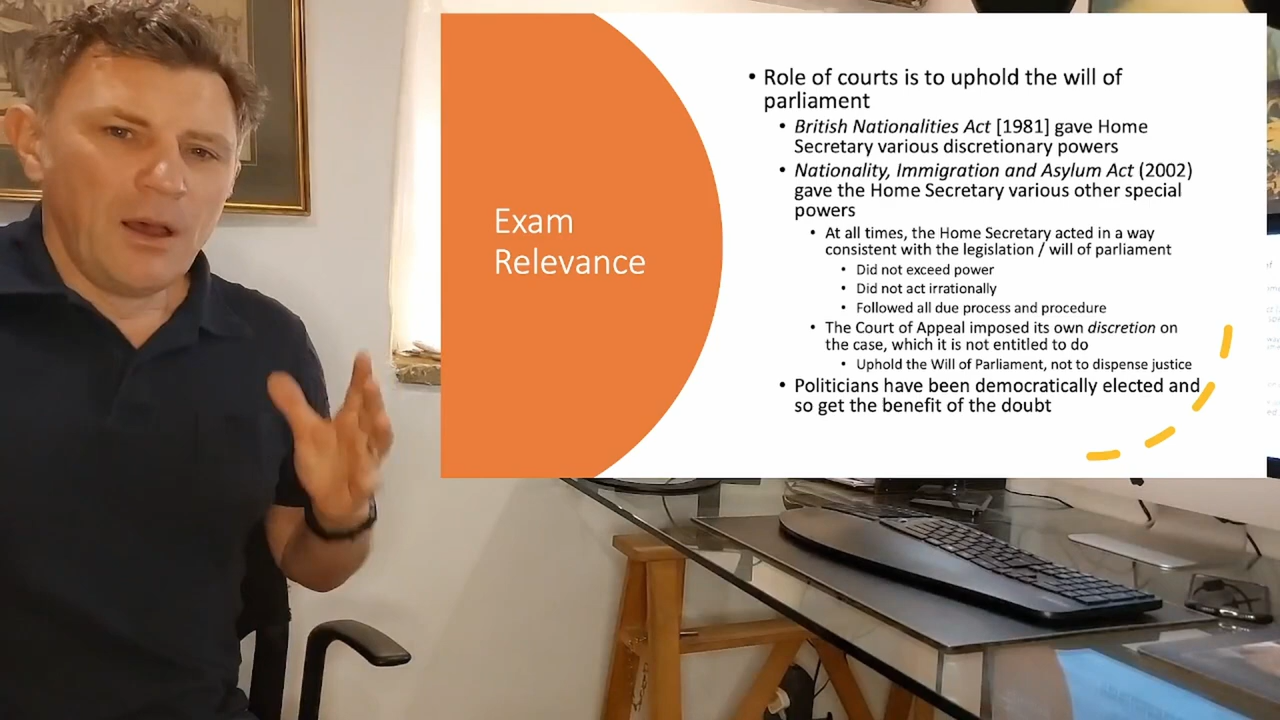 Exam
Relevance
• Role of courts is to uphold the will of
parliament
• British Nationalities Act [1981] gave Home
Secretary various discretionary powers
• Nationality, Immigration and Asylum Act (2002)
gave the Home Secretary various other special
powers
• At all times, the Home Secretary acted in a way
consistent with the legislation / will of parliament
• Did not exceed power
• Did not act irrationally
• Followed all due process and procedure
• The Court of Appeal imposed its own discretion on
the case, which it is not entitled to do
• Uphold the Will of Parliament, not to dispense justice
• Politicians have been democratically elected and
so get the benefit of the doubt